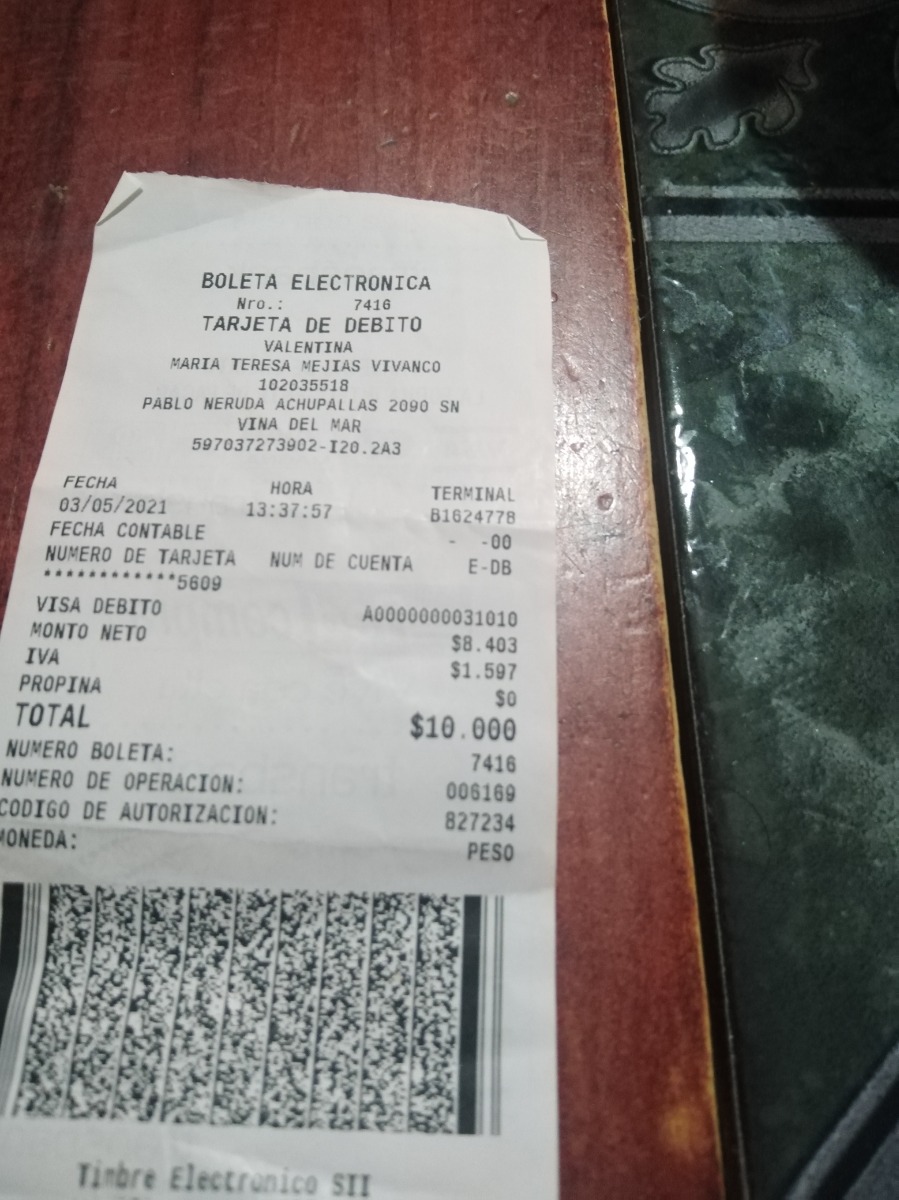 BOLETA ELECTRONICA
Nro.: 7416
TARJETA DE DEBITO
VALENTINA
MARIA TERESA MEJIAS VIVANCO
102035518
PABLO NERUDA ACHUPALLAS 2090 SN
VINA DEL MAR
597037273902-I20.2A3
FECHA HORA TERMINAL
03/05/2021 13:37:57 B1624778
FECHA CONTABLE - -00
NUMERO DE TARJETA NUM DE CUENTA E-DB
************5609
VISA DEBITO A0000000031010
MONTO NETO $8.403
IVA $1.597
PROPINA $0
TOTAL $10.000
NUMERO BOLETA: 7416
NUMERO DE OPERACION: 006169
CODIGO DE AUTORIZACION: 827234
MONEDA: PESO
Timbre Electronico SII